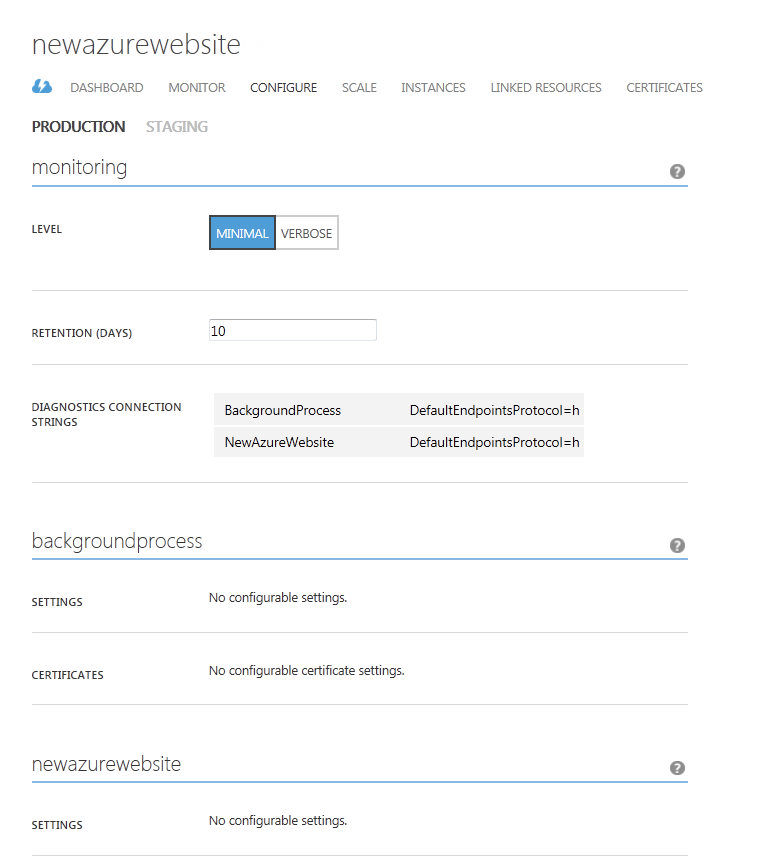 newazurewebsite
DASHBOARD MONITOR CONFIGURE SCALE INSTANCES LINKED RESOURCES CERTIFICATES
PRODUCTION STAGING
monitoring ?
LEVEL MINIMAL VERBOSE
RETENTION (DAYS) 10
DIAGNOSTICS CONNECTION
STRINGS
BackgroundProcess DefaultEndpointsProtocol=h
NewAzureWebsite DefaultEndpointsProtocol=h
backgroundprocess ?
SETTINGS No configurable settings.
CERTIFICATES No configurable certificate settings.
newazurewebsite ?
SETTINGS No configurable settings.